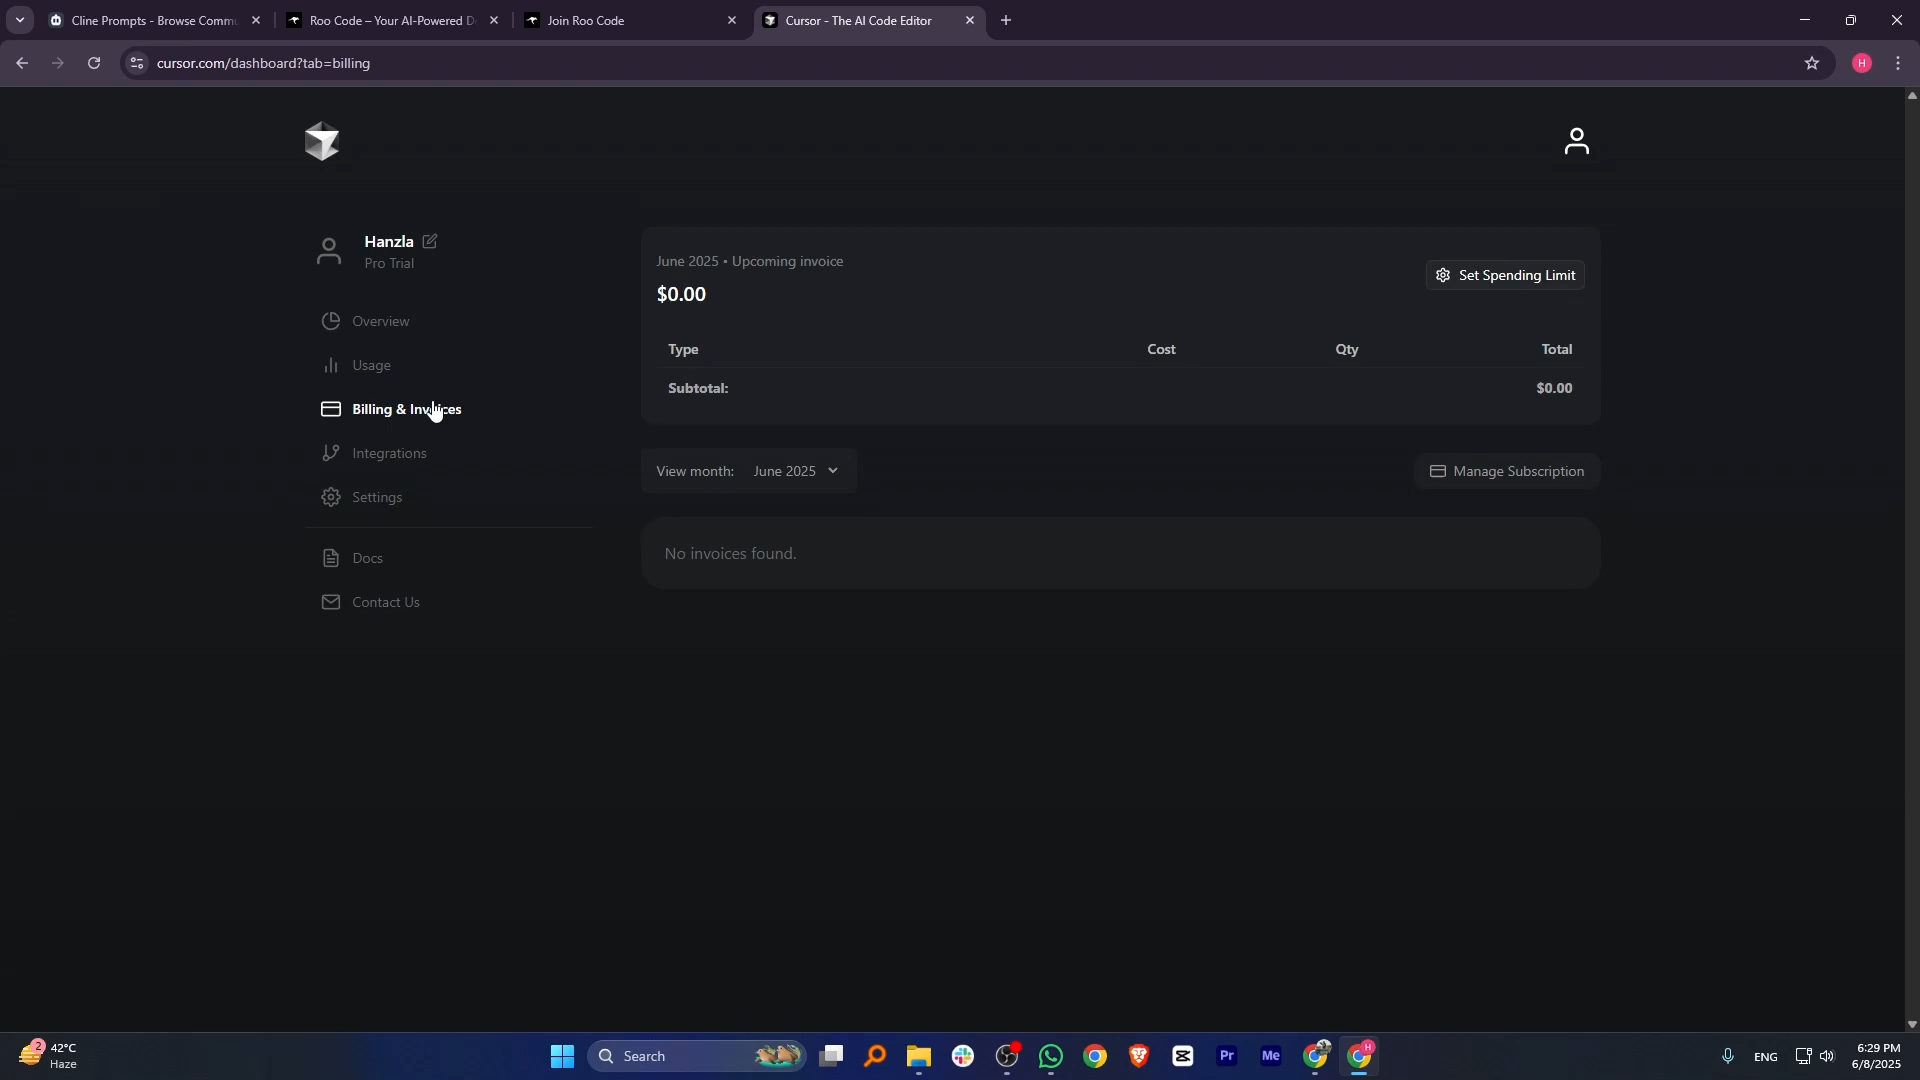 Cline Prompts - Browse Commu
Roo Code – Your AI-Powered D
Join Roo Code
Cursor - The AI Code Editor
cursor.com/dashboard?tab=billing
H
Hanzla
Pro Trial
Overview
Usage
Billing & Invoices
Integrations
Settings
Docs
Contact Us
June 2025 • Upcoming invoice
$0.00
Set Spending Limit
Type Cost Qty Total
Subtotal: $0.00
View month: June 2025
Manage Subscription
No invoices found.
2
42°C
Haze
Search
Pr
Me
H
ENG
6:29 PM
6/8/2025